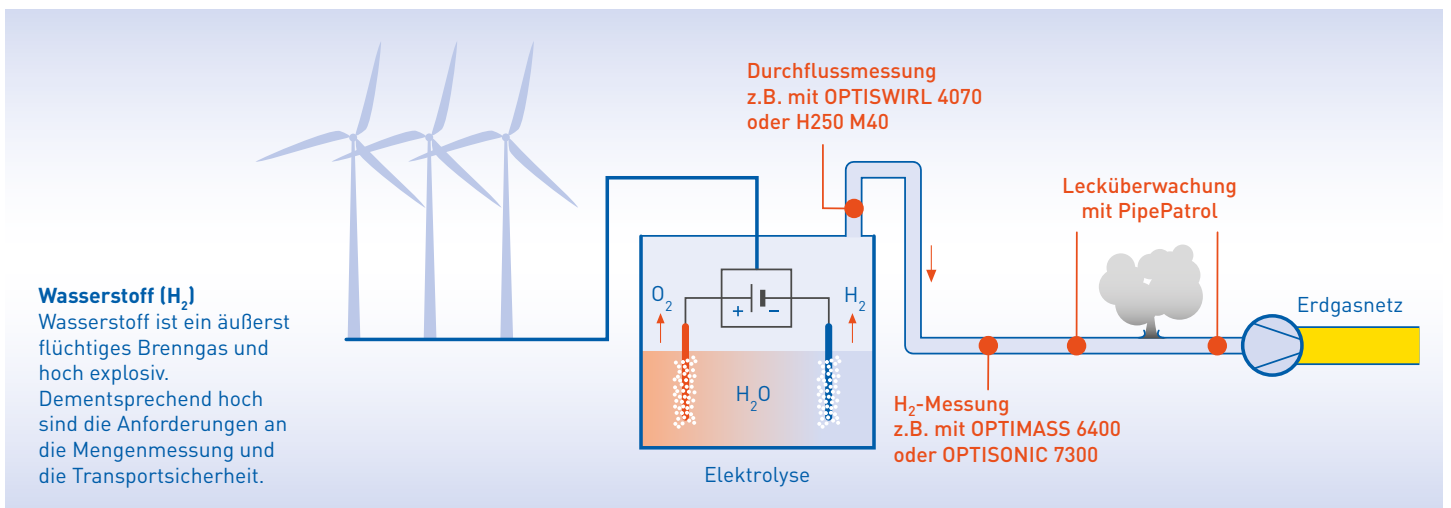 Durchflussmessung
z.B. mit OPTISWIRL 4070
oder H250 M40
Lecküberwachung
mit PipePatrol
Wasserstoff (H₂)
Wasserstoff ist ein äußerst
flüchtiges Brenngas und
hoch explosiv.
Dementsprechend hoch
sind die Anforderungen an
die Mengenmessung und
die Transportsicherheit.
O₂
+
–
H₂
H₂O
Elektrolyse
Erdgasnetz
H₂-Messung
z.B. mit OPTIMASS 6400
oder OPTISONIC 7300